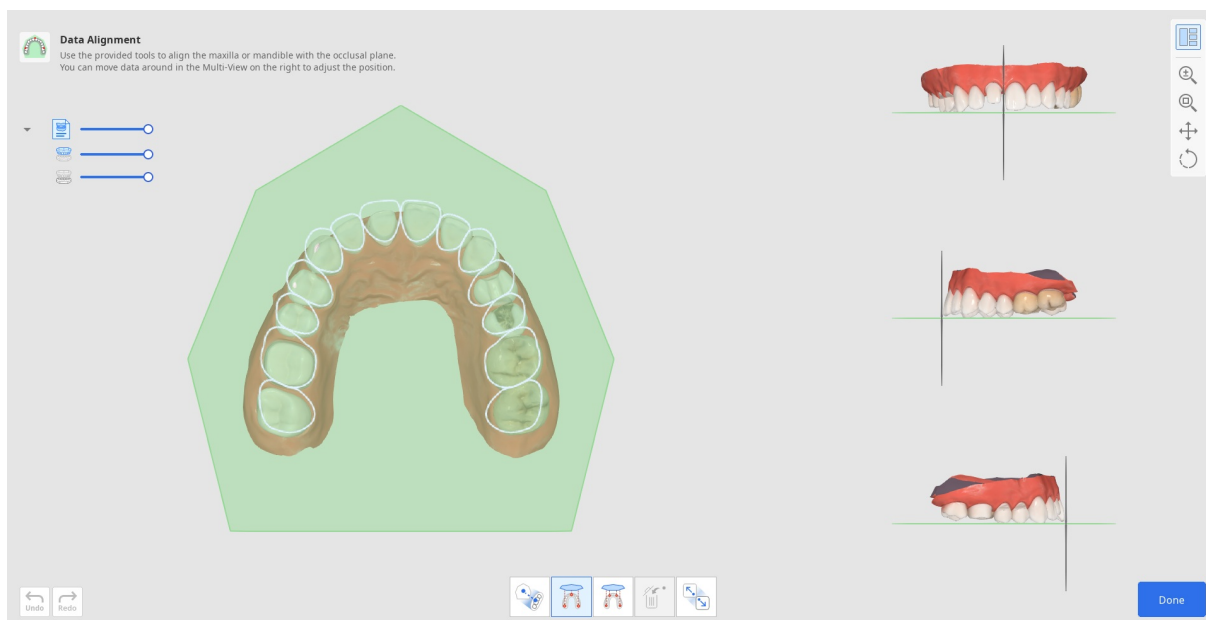 Data Alignment
Use the provided tools to align the maxilla or mandible with the occlusal plane.
You can move data around in the Multi-View on the right to adjust the position.
Undo
Redo
Done